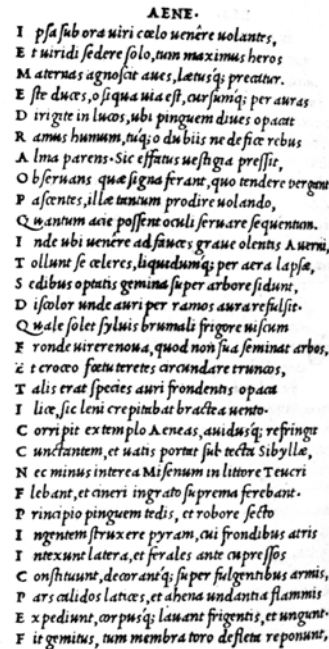 AENE.
I pſa ſub ora uiri cœlo uenêre uolantes,
E t uiridi ſedere ſolo, tum maximus heros
M aternas agnoſcit aues, lætusq; precatur.
E ſte duces, o ſiqua uia eſt, curſumq; per auras
D irigite in lucos, ubi pinguem diues opacat
R amus humum, tuq; o du biis ne defice rebus
A lma parens. Sic effatus ueſtigia preſſit,
O bſeruans quæ ſigna ferant, quo tendere pergant
P aſcentes, illæ tantum prodire uolando,
Q uantum acie poſſent oculi ſeruare ſequentum.
I nde ubi uenêre ad fauces graue olentis Auerni,
T ollunt ſe celeres, liquidumq; per aera lapſæ,
S edibus optatis gemina ſuper arbore ſidunt,
D iſcolor unde auri per ramos aura refulſit.
Q uale ſolet ſyluis brumali frigore uiſcum
F ronde uirere noua, quod non ſua ſeminat arbos,
E t croceo fœtu teretes circundare truncos,
T alis erat ſpecies auri frondentis opaca
I lice, ſic leni crepitabat bractea uento.
C orripit extemplo Aeneas, auidusq; refringit
C unctantem, et uatis portat ſub tecta Sibyllæ,
N ec minus interea Miſenum in littore Teucri
F lebant, et cineri ingrato ſuprema ferebant.
P rincipio pinguem tedis, et robore ſecto
I ngentem ſtruxere pyram, cui frondibus atris
I ntexunt latera, et ferales ante cupreſſos
C onſtituunt, decorantq; ſuper fulgentibus armis,
P ars calidos latices, et ahena undantia flammis
E xpediunt, corpusq; lauant frigentis, et ungunt.
F it gemitus, tum membra toro defleta reponunt,